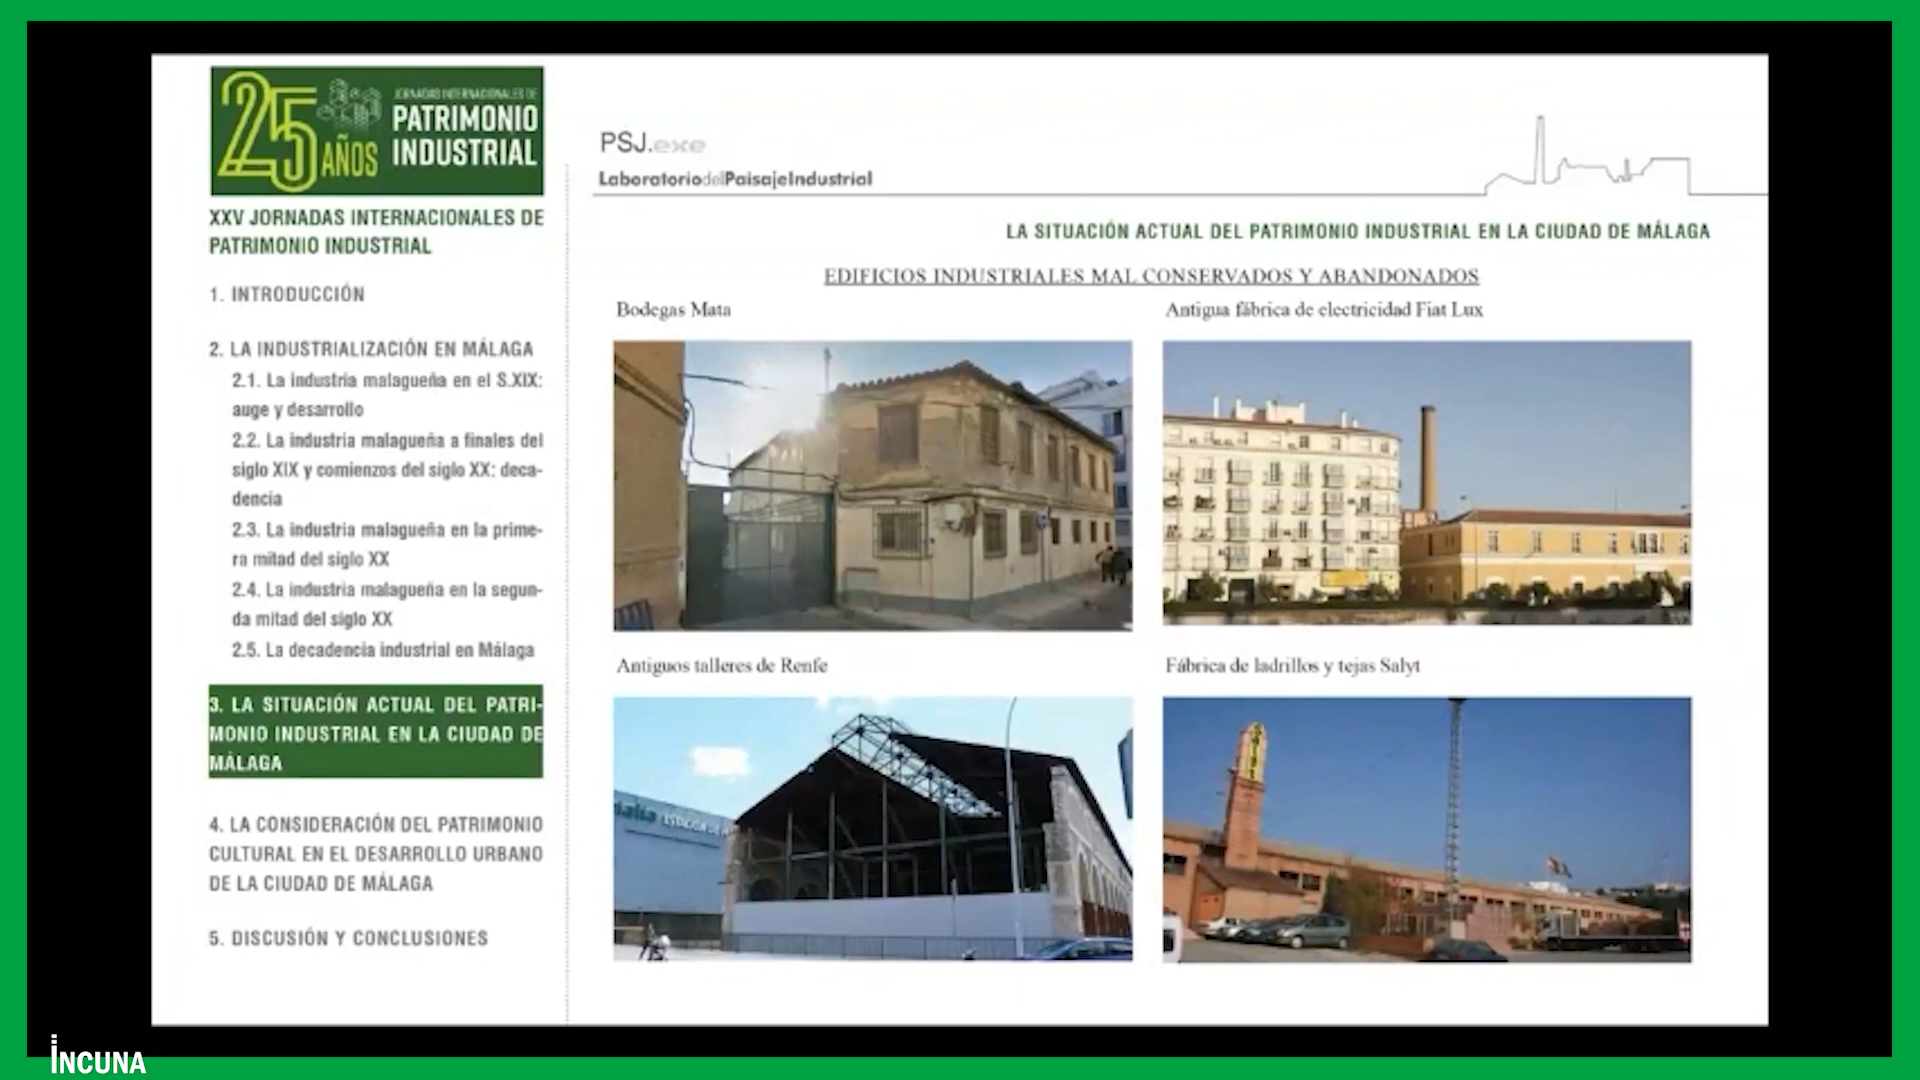 25 AÑOS
JORNADAS INTERNACIONALES DE
PATRIMONIO
INDUSTRIAL
XXV JORNADAS INTERNACIONALES DE
PATRIMONIO INDUSTRIAL
1. INTRODUCCIÓN
2. LA INDUSTRIALIZACIÓN EN MÁLAGA
2.1. La industria malagueña en el S.XIX:
auge y desarrollo
2.2. La industria malagueña a finales del
siglo XIX y comienzos del siglo XX: deca-
dencia
2.3. La industria malagueña en la prime-
ra mitad del siglo XX
2.4. La industria malagueña en la segun-
da mitad del siglo XX
2.5. La decadencia industrial en Málaga
3. LA SITUACIÓN ACTUAL DEL PATRI-
MONIO INDUSTRIAL EN LA CIUDAD DE
MÁLAGA
4. LA CONSIDERACIÓN DEL PATRIMONIO
CULTURAL EN EL DESARROLLO URBANO
DE LA CIUDAD DE MÁLAGA
5. DISCUSIÓN Y CONCLUSIONES
PSJ.exe
LaboratoriodelPaisajeIndustrial
LA SITUACIÓN ACTUAL DEL PATRIMONIO INDUSTRIAL EN LA CIUDAD DE MÁLAGA
EDIFICIOS INDUSTRIALES MAL CONSERVADOS Y ABANDONADOS
Bodegas Mata
Antigua fábrica de electricidad Fiat Lux
Antiguos talleres de Renfe
ESTACIÓN DE
Fábrica de ladrillos y tejas Salyt
INCUNA